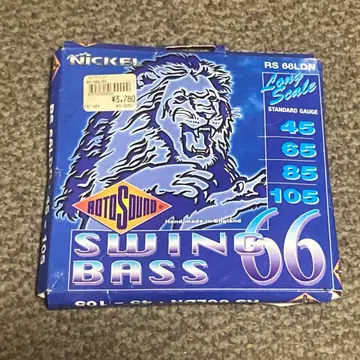 NICKEL
RS 66LDN
Long
Scale
STANDARD GAUGE
45
65
85
105
¥3,780
ROTOSOUND
Handmade in England
SWING
BASS
66